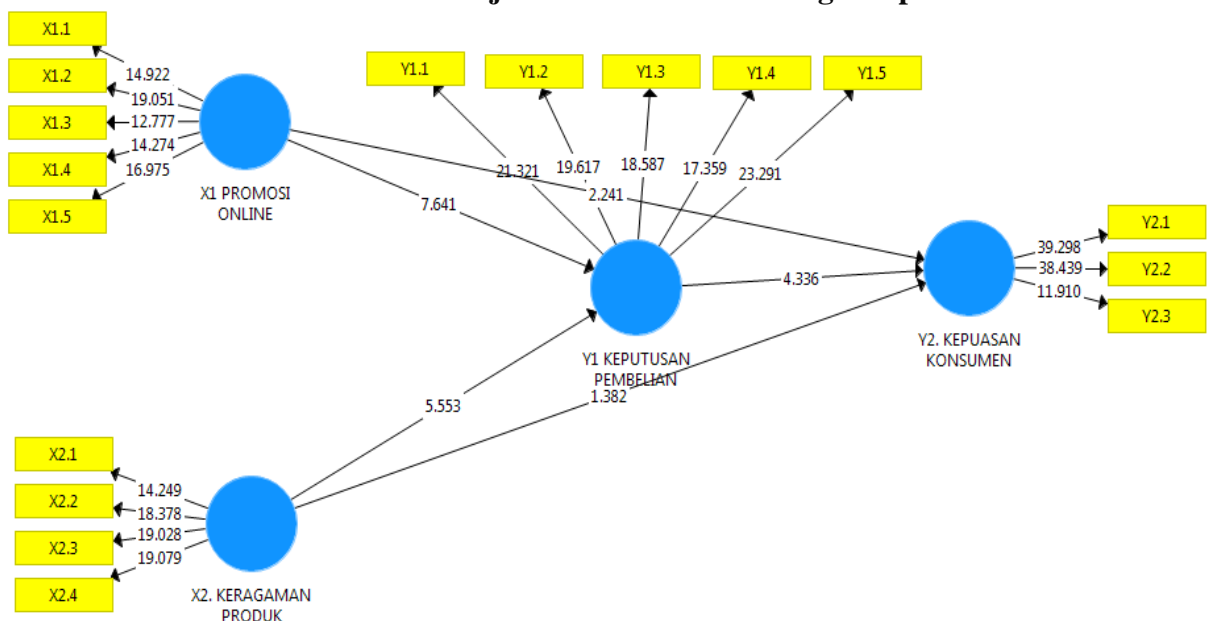 X1.1
X1.2
X1.3
X1.4
X1.5
14.922
19.051
12.777
14.274
16.975
X1 PROMOSI
ONLINE
Y1.1
Y1.2
Y1.3
Y1.4
Y1.5
21.321
19.617
18.587
17.359
23.291
7.641
2.241
Y1 KEPUTUSAN
PEMBELIAN
4.336
5.553
1.382
Y2.1
Y2.2
Y2.3
39.298
38.439
11.910
Y2. KEPUASAN
KONSUMEN
X2.1
X2.2
X2.3
X2.4
14.249
18.378
19.028
19.079
X2. KERAGAMAN
PRODUK